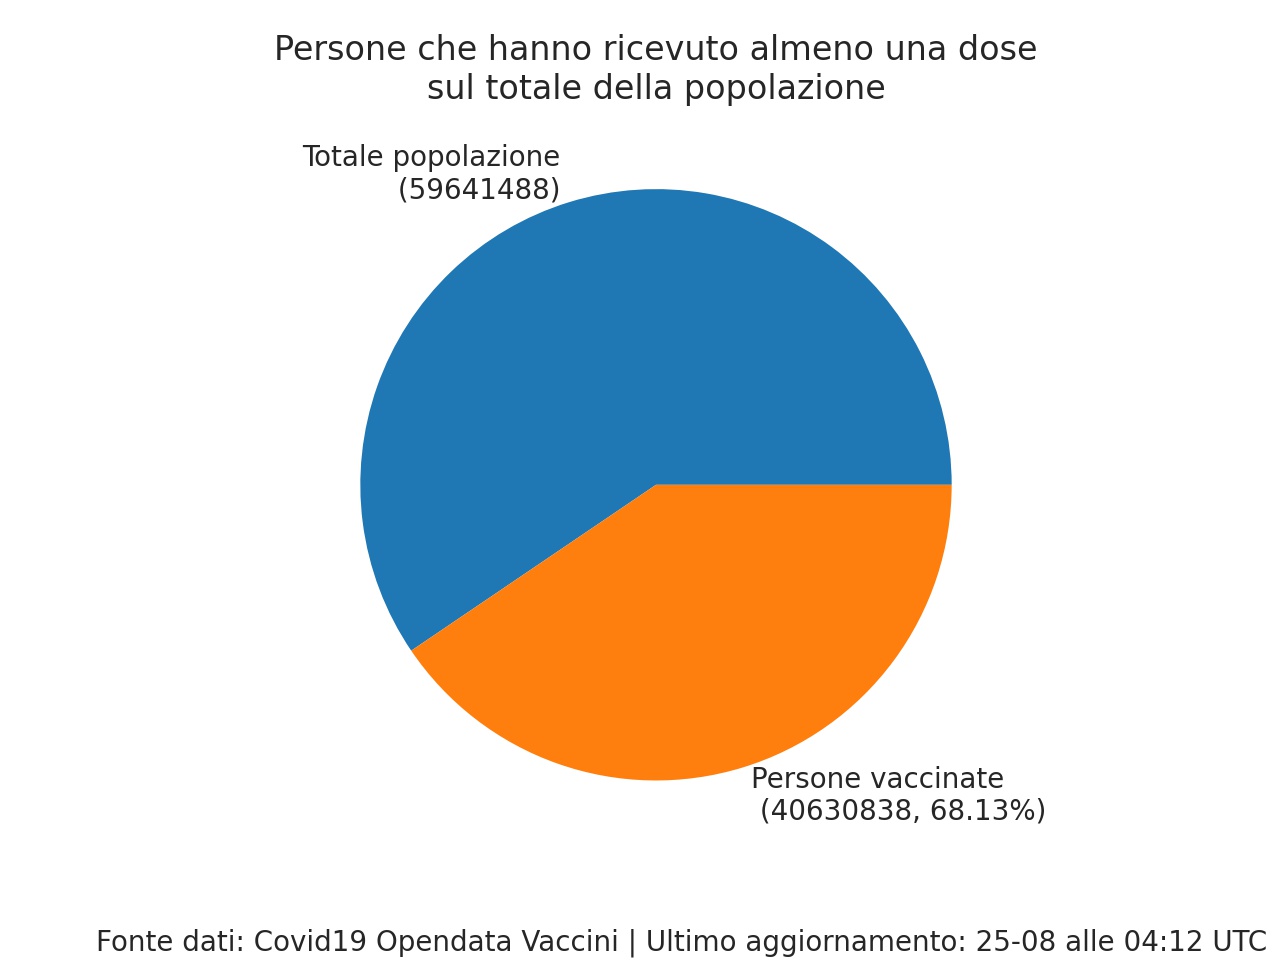 Persone che hanno ricevuto almeno una dose
sul totale della popolazione
Totale popolazione
(59641488)
Persone vaccinate
(40630838, 68.13%)
Fonte dati: Covid19 Opendata Vaccini | Ultimo aggiornamento: 25-08 alle 04:12 UTC